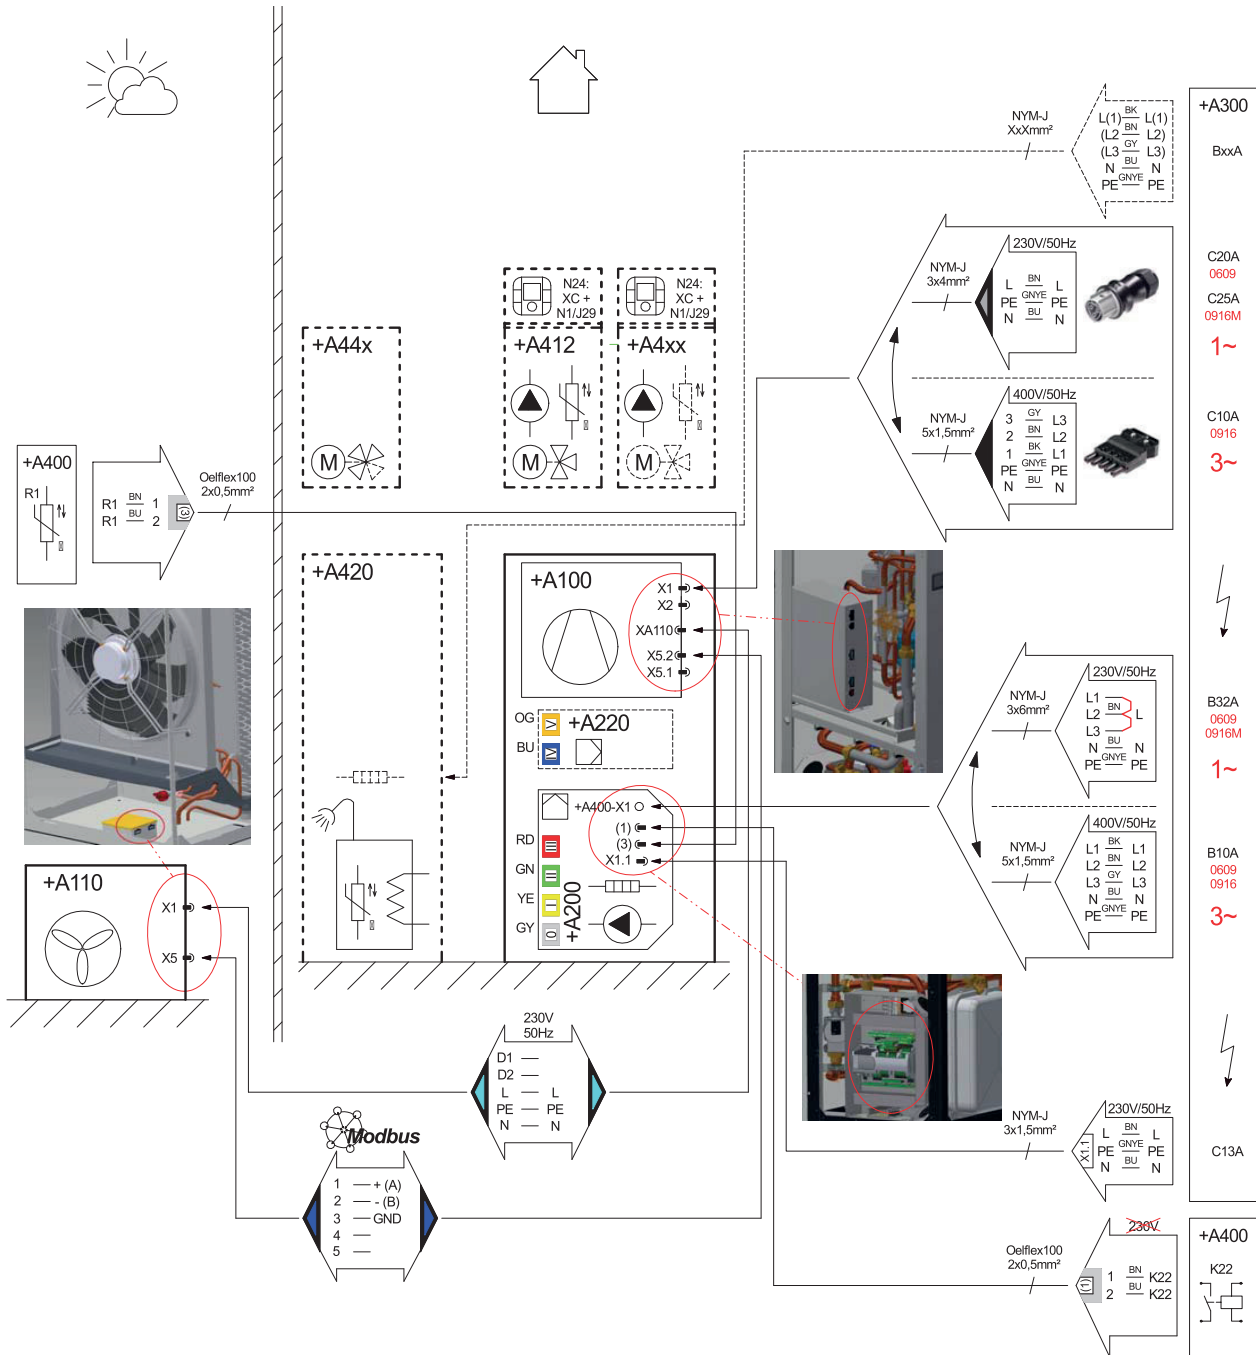 +A300
NYM-J
XxXmm²
BK
L(1) L(1)
BN
(L2 L2)
GY
(L3 L3)
BU
N N
GNYE
PE PE
BxxA
230V/50Hz
NYM-J
3x4mm²
BN
L L
GNYE
PE PE
BU
N N
C20A
0609
C25A
0916M
1~
N24:
XC +
N1/J29
N24:
XC +
N1/J29
+A44x
+A412
+A4xx
M
M
M
400V/50Hz
NYM-J
5x1,5mm²
GY
3 L3
BN
2 L2
BK
1 L1
GNYE
PE PE
BU
N N
C10A
0916
3~
+A400
R1
Oelflex100
2x0,5mm²
BN
R1 1
BU
R1 2
(3)
+A420
+A100
X1
X2
XA110
X5.2
X5.1
OG
IV
+A220
BU
IV
230V/50Hz
NYM-J
3x6mm²
L1
BN
L2 L
L3
BU
N N
GNYE
PE PE
B32A
0609
0916M
1~
+A400-X1
(1)
(3)
X1.1
RD
III
GN
II
YE
I
GY
0
+A200
400V/50Hz
NYM-J
5x1,5mm²
BK
L1 L1
BN
L2 L2
GY
L3 L3
BU
N N
GNYE
PE PE
B10A
0609
0916
3~
+A110
X1
X5
230V
50Hz
D1
D2
L L
PE PE
N N
Modbus
1 + (A)
2 - (B)
3 GND
4
5
230V/50Hz
NYM-J
3x1,5mm²
X1.1
BN
L L
GNYE
PE PE
BU
N N
C13A
230V
+A400
Oelflex100
2x0,5mm²
(1)
BN
1 K22
BU
2 K22
K22